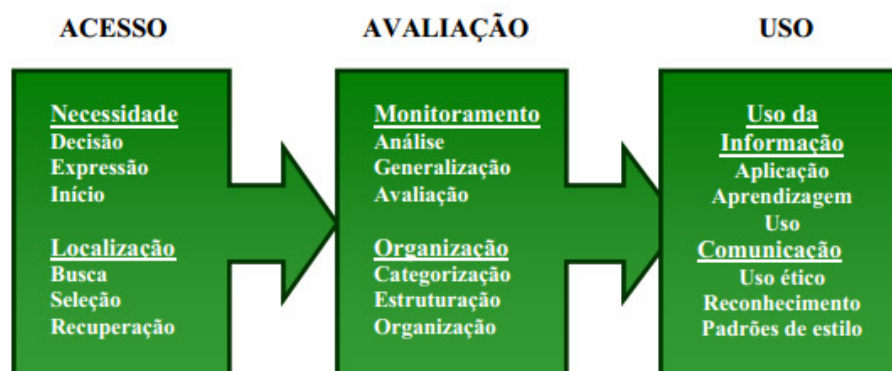 ACESSO
Necessidade
Decisão
Expressão
Início
Localização
Busca
Seleção
Recuperação
AVALIAÇÃO
Monitoramento
Análise
Generalização
Avaliação
Organização
Categorização
Estruturação
Organização
USO
Uso da
Informação
Aplicação
Aprendizagem
Uso
Comunicação
Uso ético
Reconhecimento
Padrões de estilo